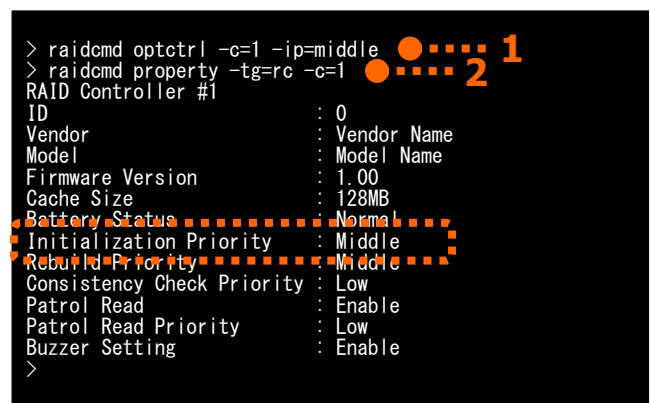 > raidcmd optctrl -c=1 -ip=middle 1
> raidcmd property -tg=rc -c=1 2
RAID Controller #1
ID : 0
Vendor : Vendor Name
Model : Model Name
Firmware Version : 1.00
Cache Size : 128MB
Battery Status : Normal
Initialization Priority : Middle
Rebuild Priority : Middle
Consistency Check Priority : Low
Patrol Read : Enable
Patrol Read Priority : Low
Buzzer Setting : Enable
>